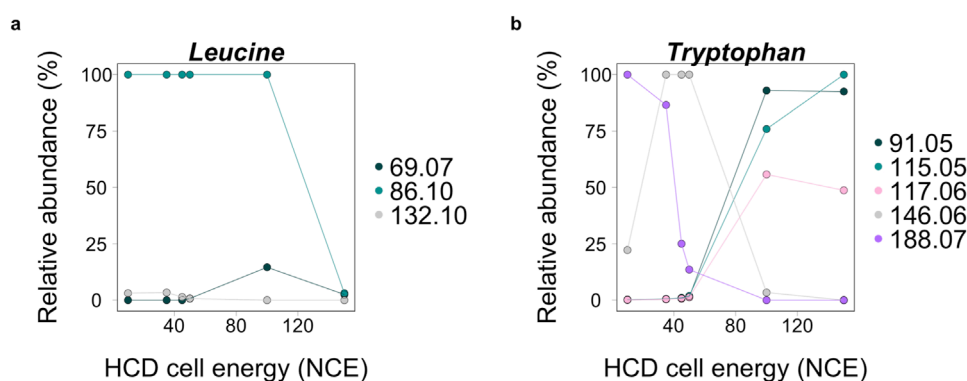 a
Leucine
Relative abundance (%)
100
75
50
25
0
40
120
HCD cell energy (NCE)
69.07
86.10
132.10
b
Tryptophan
Relative abundance (%)
100
75
50
25
0
40
120
HCD cell energy (NCE)
91.05
115.05
117.06
146.06
188.07